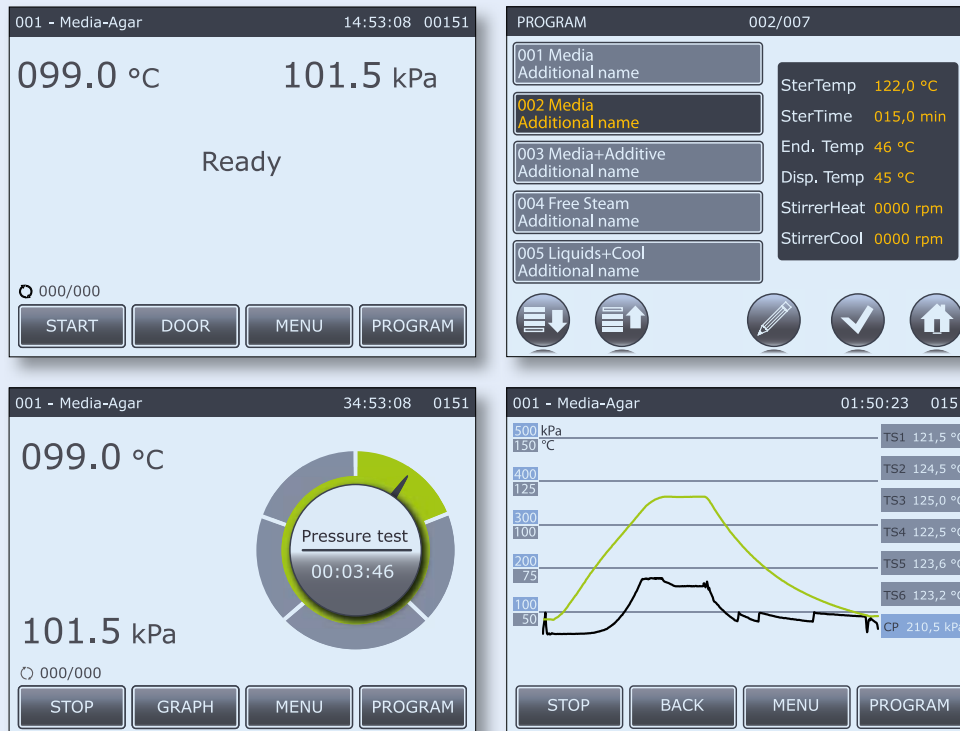 001 - Media-Agar 14:53:08 00151
099.0 °C 101.5 kPa
Ready
000/000
START DOOR MENU PROGRAM
PROGRAM 002/007
001 Media
Additional name
002 Media
Additional name
003 Media+Additive
Additional name
004 Free Steam
Additional name
005 Liquids+Cool
Additional name
SterTemp 122,0 °C
SterTime 015,0 min
End. Temp 46 °C
Disp. Temp 45 °C
StirrerHeat 0000 rpm
StirrerCool 0000 rpm
001 - Media-Agar 34:53:08 0151
099.0 °C
Pressure test
00:03:46
101.5 kPa
000/000
STOP GRAPH MENU PROGRAM
001 - Media-Agar 01:50:23 015
500 kPa
150 °C
400
125
300
100
200
75
100
50
TS1 121,5 °C
TS2 124,5 °C
TS3 125,0 °C
TS4 122,5 °C
TS5 123,6 °C
TS6 123,2 °C
CP 210,5 kPa
STOP BACK MENU PROGRAM